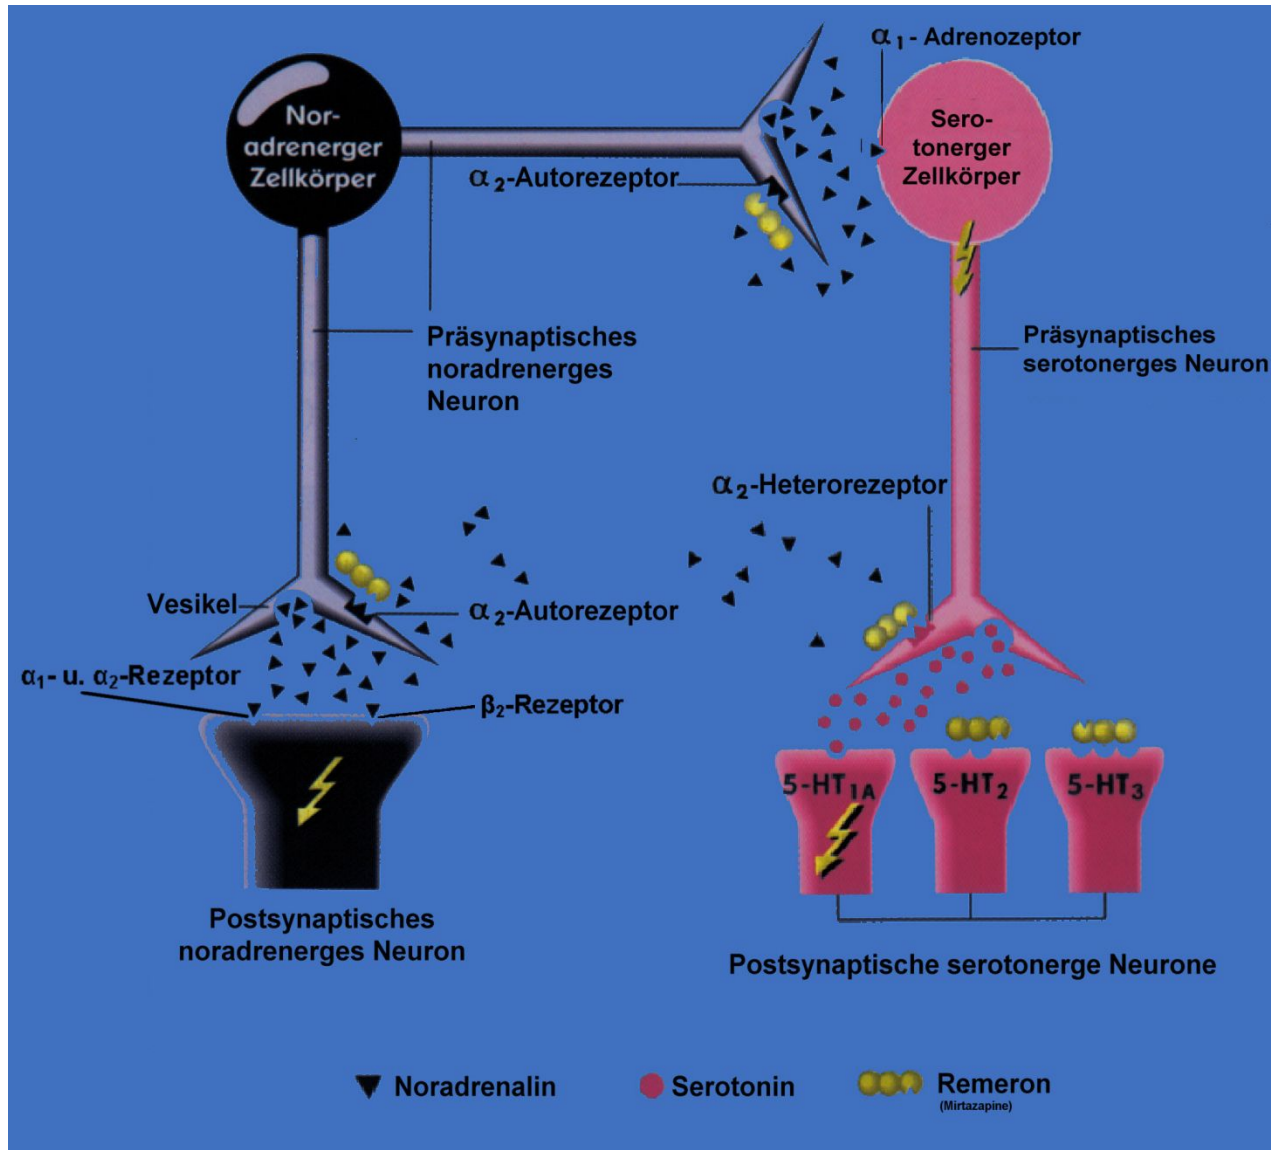 α₁- Adrenozeptor
Nor-
adrenerger
Zellkörper
Sero-
tonerger
Zellkörper
α₂-Autorezeptor
Präsynaptisches
noradrenerges
Neuron
Präsynaptisches
serotonerges Neuron
α₂-Heterorezeptor
Vesikel
α₂-Autorezeptor
α₁- u. α₂-Rezeptor
β₂-Rezeptor
5-HT₁A
5-HT₂
5-HT₃
Postsynaptisches
noradrenerges Neuron
Postsynaptische serotonerge Neurone
Noradrenalin
Serotonin
Remeron
(Mirtazapine)